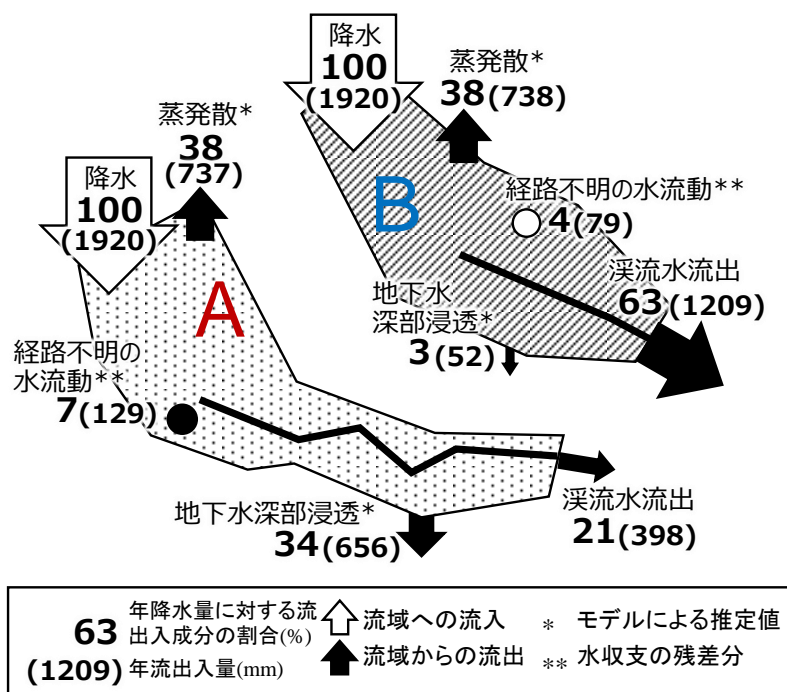 降水
100
(1920)
蒸発散*
38(738)
B
経路不明の水流動**
4(79)
地下水
深部浸透*
3(52)
渓流水流出
63(1209)
蒸発散*
38
(737)
降水
100
(1920)
A
経路不明の
水流動**
7(129)
地下水深部浸透*
34(656)
渓流水流出
21(398)
63 年降水量に対する流
出入成分の割合(%)
(1209) 年流出入量(mm)
流域への流入
流域からの流出
* モデルによる推定値
** 水収支の残差分